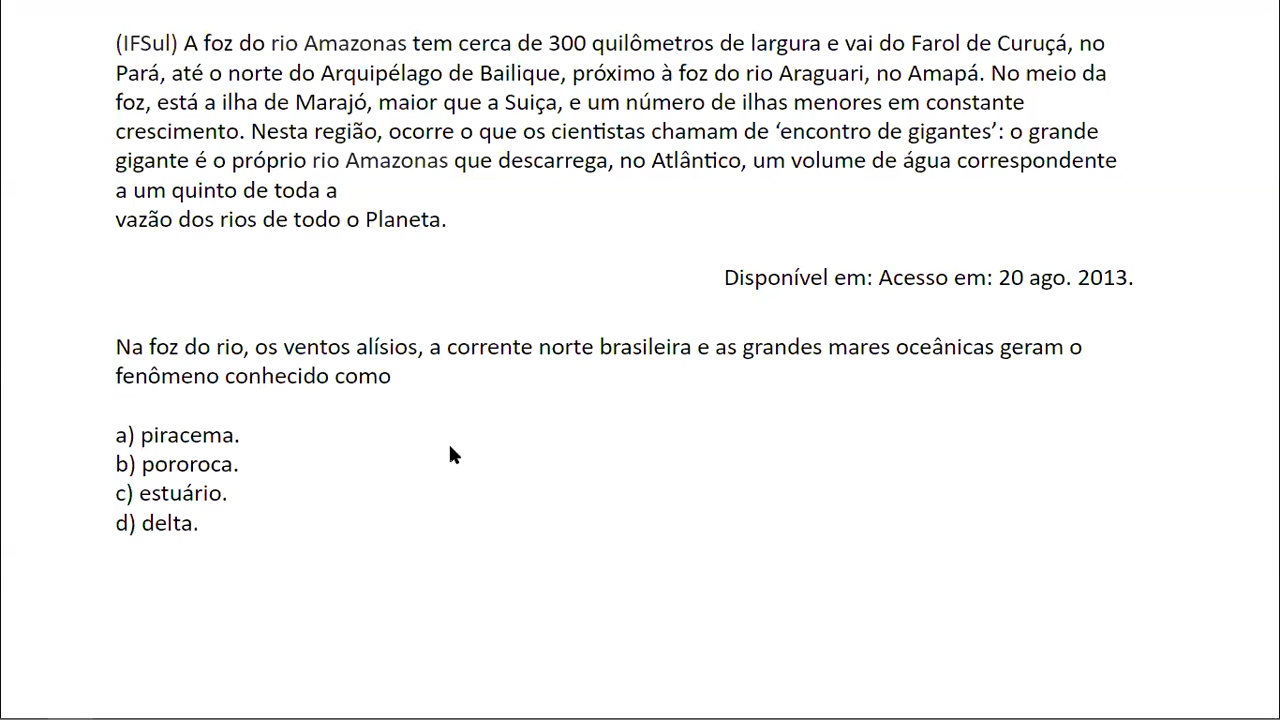 (IFSul) A foz do rio Amazonas tem cerca de 300 quilômetros de largura e vai do Farol de Curuçá, no
Pará, até o norte do Arquipélago de Bailique, próximo à foz do rio Araguari, no Amapá. No meio da
foz, está a ilha de Marajó, maior que a Suiça, e um número de ilhas menores em constante
crescimento. Nesta região, ocorre o que os cientistas chamam de ‘encontro de gigantes’: o grande
gigante é o próprio rio Amazonas que descarrega, no Atlântico, um volume de água correspondente
a um quinto de toda a
vazão dos rios de todo o Planeta.
Disponível em: Acesso em: 20 ago. 2013.
Na foz do rio, os ventos alísios, a corrente norte brasileira e as grandes mares oceânicas geram o
fenômeno conhecido como
a) piracema.
b) pororoca.
c) estuário.
d) delta.